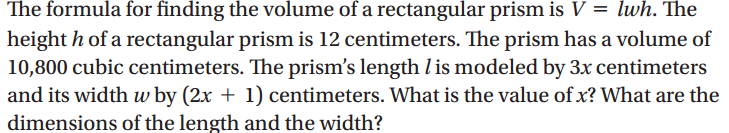 The formula for finding the volume of a rectangular prism is V = lwh. The
height h of a rectangular prism is 12 centimeters. The prism has a volume of
10,800 cubic centimeters. The prism's length l is modeled by 3x centimeters
and its width w by (2x + 1) centimeters. What is the value of x? What are the
dimensions of the length and the width?